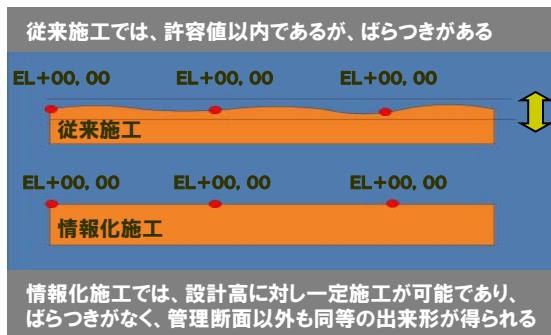 従来施工では、許容値以内であるが、ばらつきがある
EL+00,00 EL+00,00 EL+00,00
従来施工
EL+00,00 EL+00,00 EL+00,00
情報化施工
情報化施工では、設計高に対し一定施工が可能であり、
ばらつきがなく、管理断面以外も同等の出来形が得られる